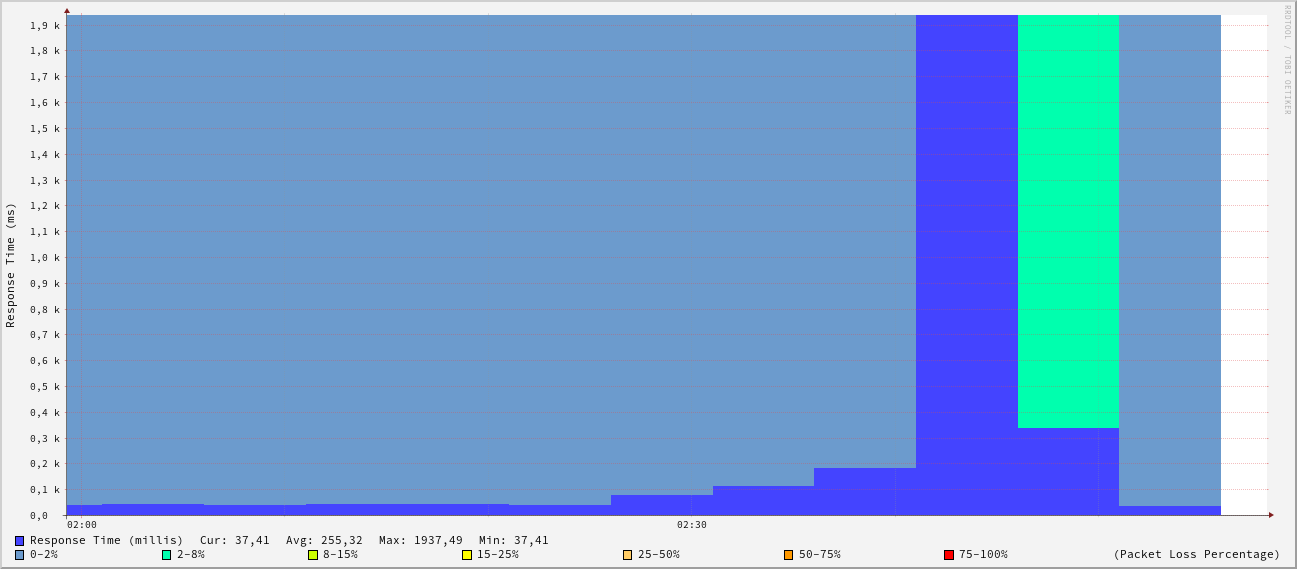 RRDTOOL / TOBI OETIKER
Response Time (ms)
1,9 k
1,8 k
1,7 k
1,6 k
1,5 k
1,4 k
1,3 k
1,2 k
1,1 k
1,0 k
0,9 k
0,8 k
0,7 k
0,6 k
0,5 k
0,4 k
0,3 k
0,2 k
0,1 k
0,0
02:00 02:30
Response Time (millis) Cur: 37,41 Avg: 255,32 Max: 1937,49 Min: 37,41
0-2% 2-8% 8-15% 15-25% 25-50% 50-75% 75-100% (Packet Loss Percentage)